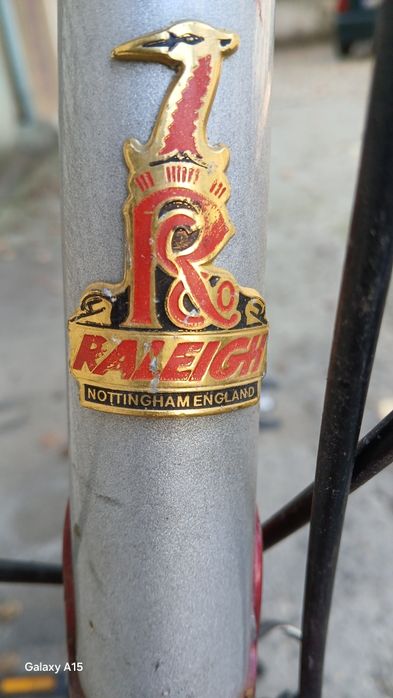 R
& Co
RALEIGH
NOTTINGHAM ENGLAND
Galaxy A15